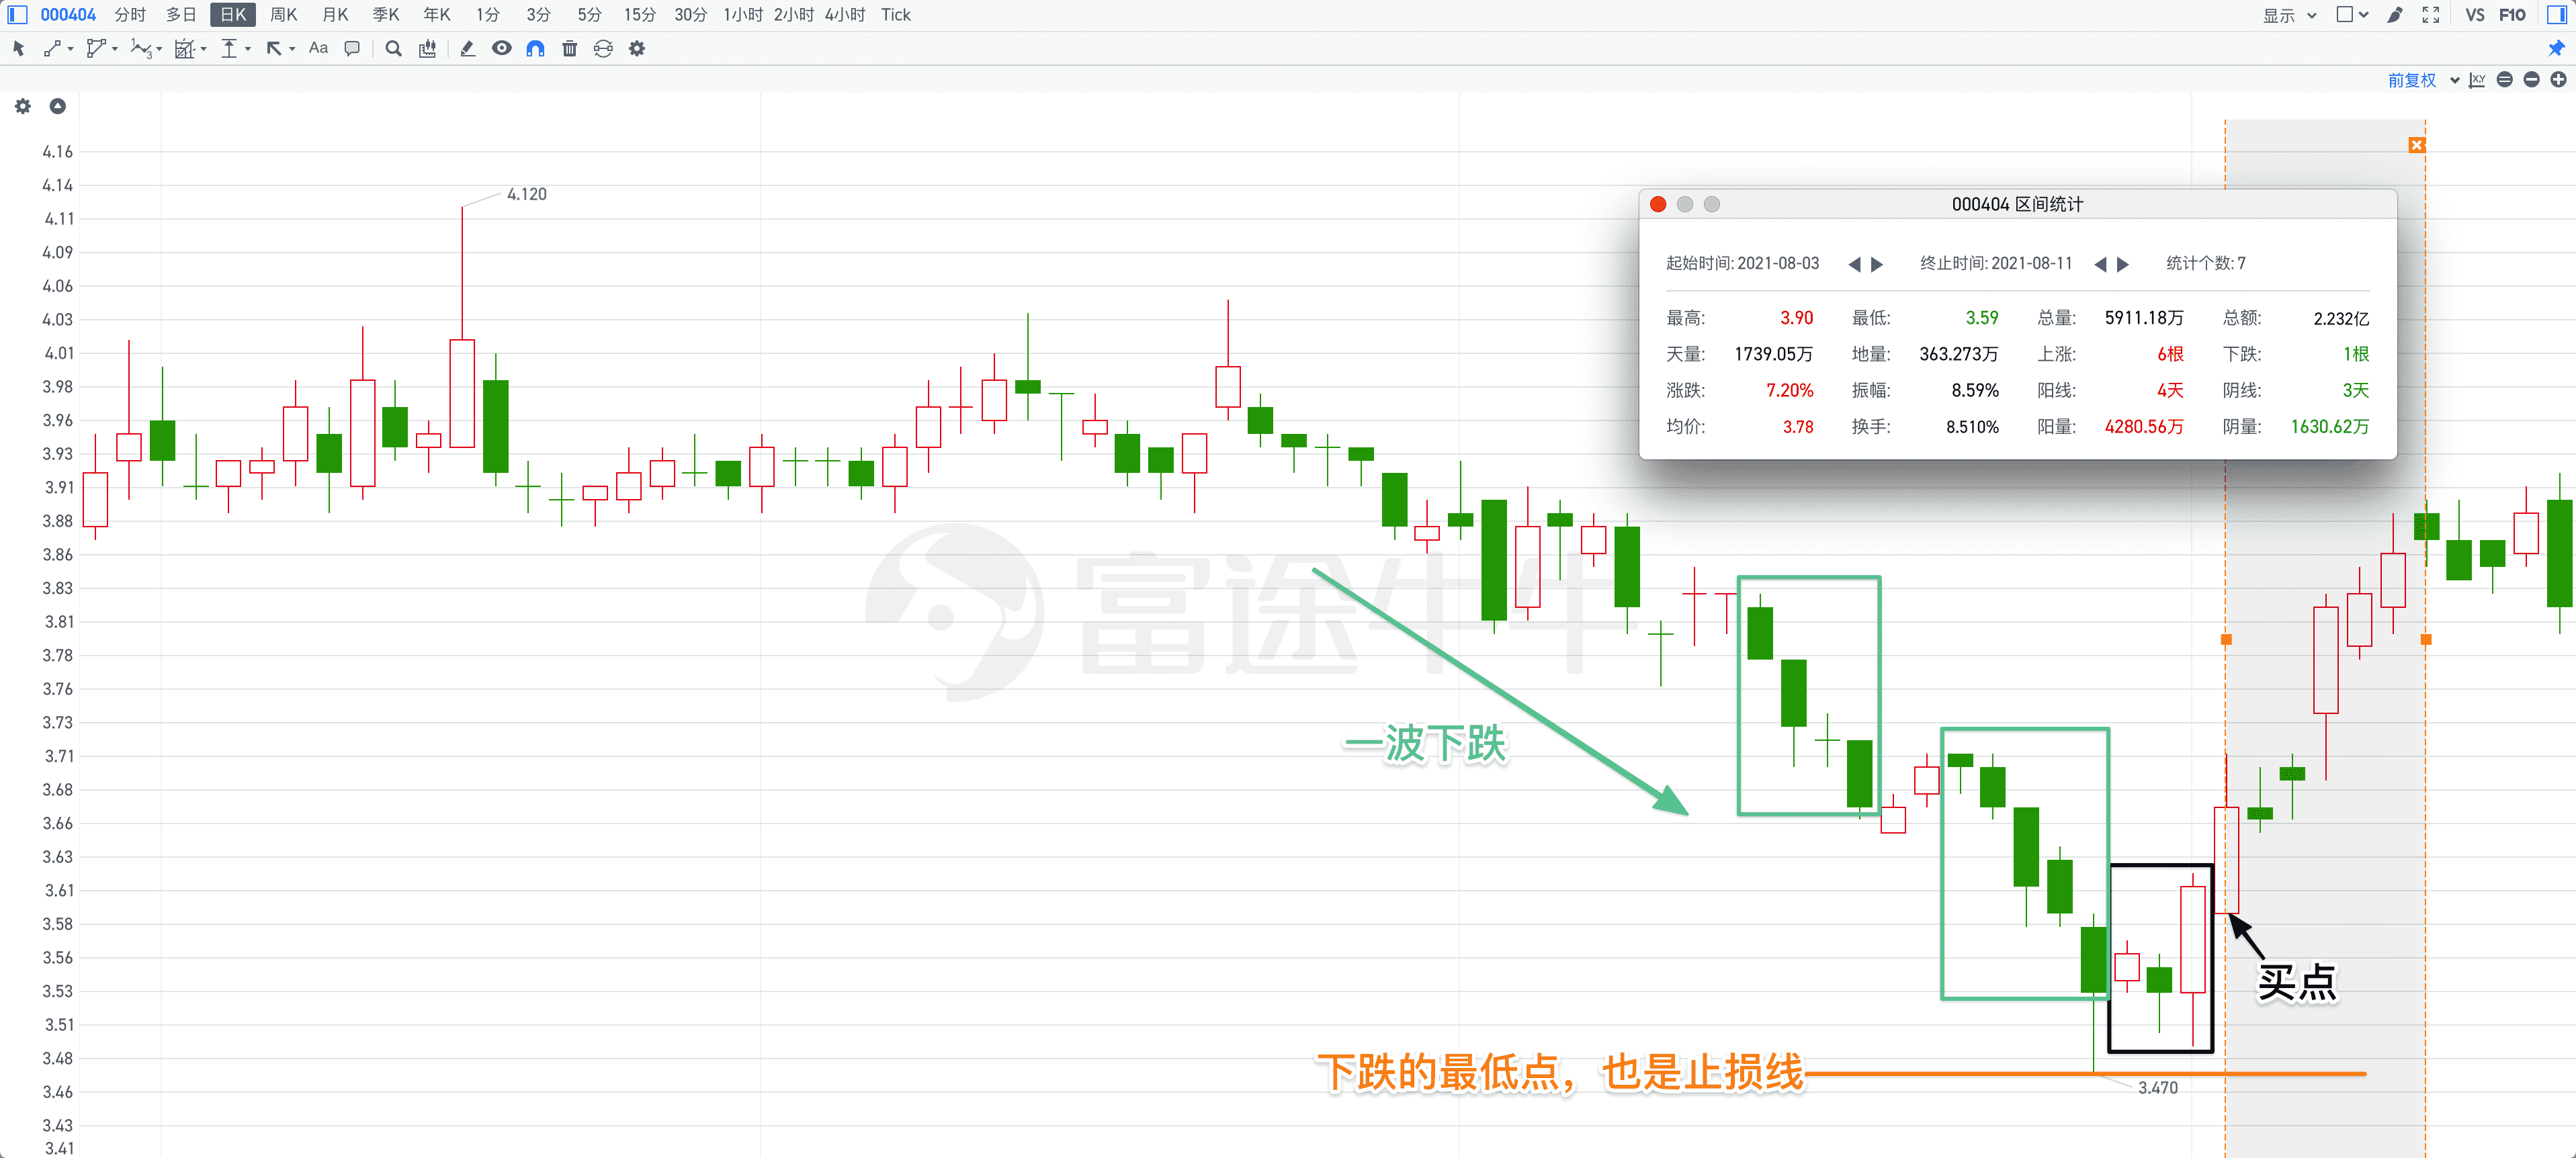 000404 分时 多日 日K 周K 月K 季K 年K 1分 3分 5分 15分 30分 1小时 2小时 4小时 Tick 显示 VS F10
Aa
前复权
4.16
4.14
4.11
4.09
4.06
4.03
4.01
3.98
3.96
3.93
3.91
3.88
3.86
3.83
3.81
3.78
3.76
3.73
3.71
3.68
3.66
3.63
3.61
3.58
3.56
3.53
3.51
3.48
3.46
3.43
3.41
4.120
000404 区间统计
起始时间: 2021-08-03 终止时间: 2021-08-11 统计个数: 7
最高: 3.90 最低: 3.59 总量: 5911.18万 总额: 2.232亿
天量: 1739.05万 地量: 363.273万 上涨: 6根 下跌: 1根
涨跌: 7.20% 振幅: 8.59% 阳线: 4天 阴线: 3天
均价: 3.78 换手: 8.510% 阳量: 4280.56万 阴量: 1630.62万
富途牛牛
一波下跌
买点
下跌的最低点，也是止损线
3.470